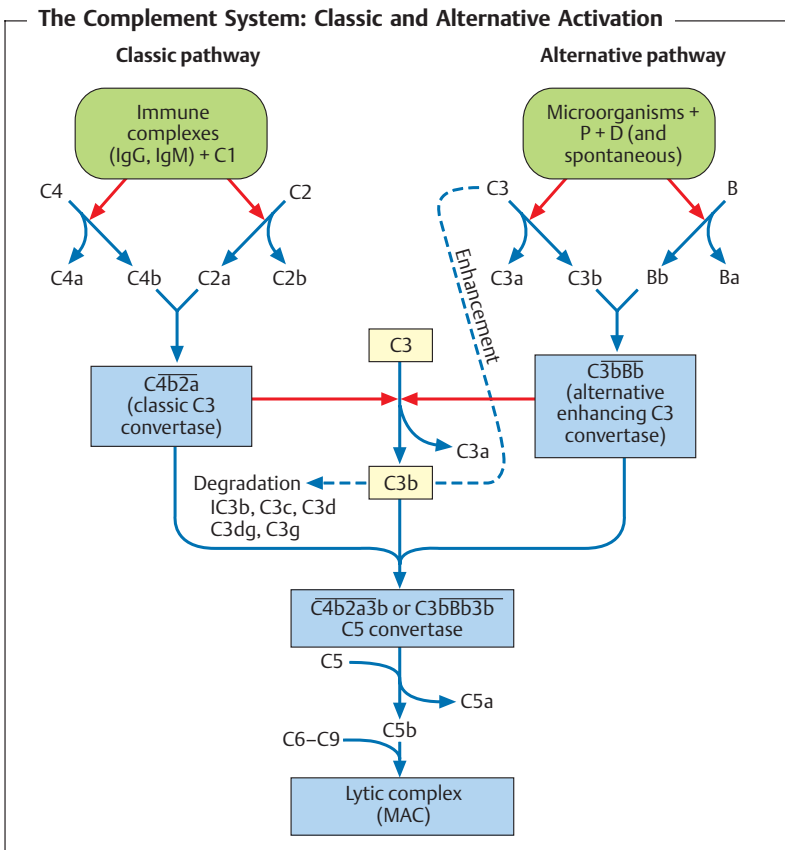 The Complement System: Classic and Alternative Activation
Classic pathway
Alternative pathway
Immune
complexes
(IgG, IgM) + C1
Microorganisms +
P + D (and
spontaneous)
C4
C2
C3
B
C4a
C4b
C2a
C2b
C3a
C3b
Bb
Ba
Enhancement
C3
C4b2a
(classic C3
convertase)
C3bBb
(alternative
enhancing C3
convertase)
C3a
Degradation
IC3b, C3c, C3d
C3dg, C3g
C3b
C4b2a3b or C3bBb3b
C5 convertase
C5
C5a
C5b
C6–C9
Lytic complex
(MAC)